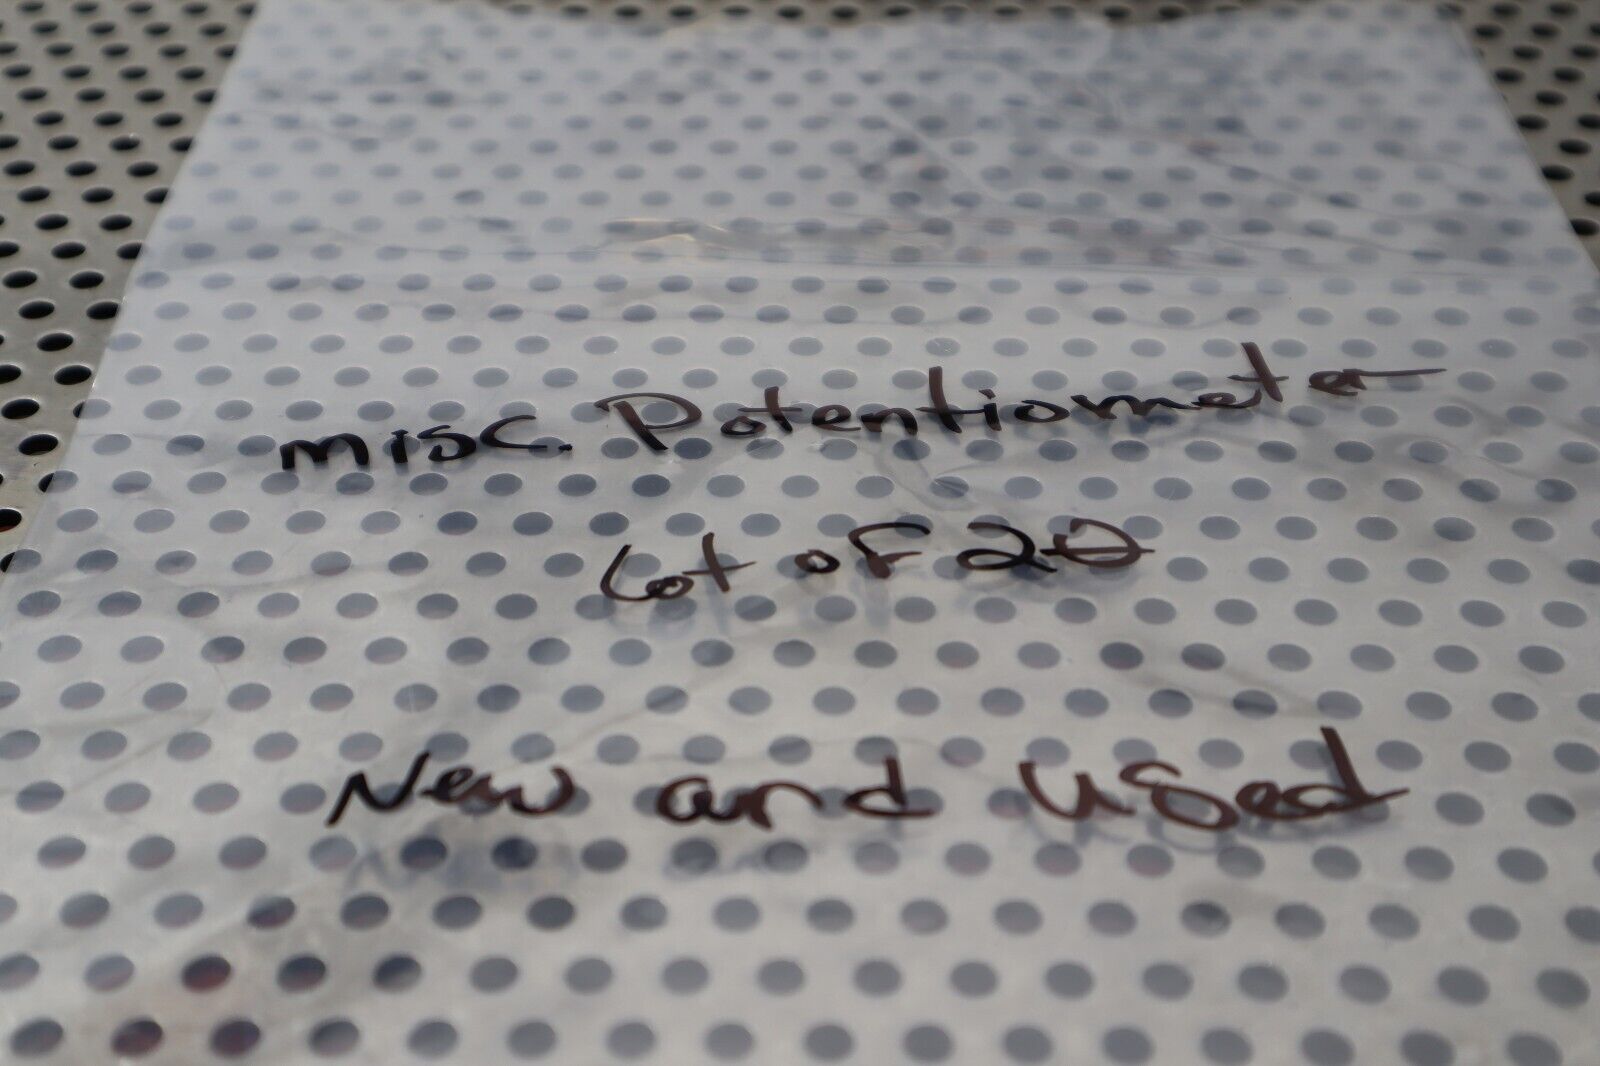 misc. Potentiometer
Lot of 20
New and used